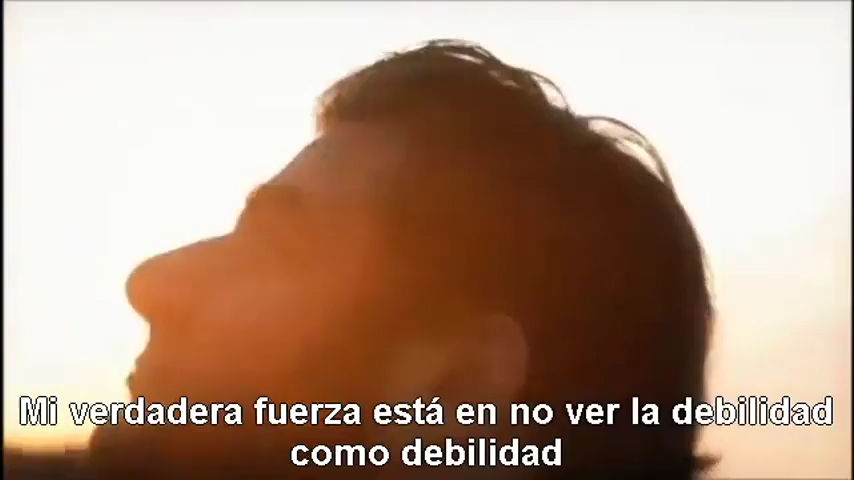 Mi verdadera fuerza está en no ver la debilidad
como debilidad